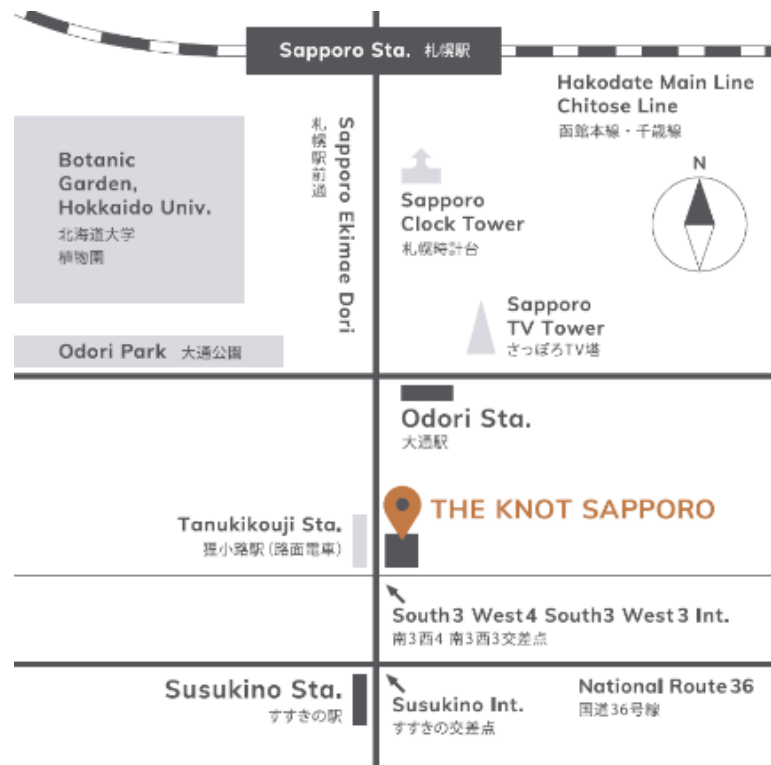 Sapporo Sta. 札幌駅
Hakodate Main Line
Chitose Line
函館本線・千歳線
Botanic
Garden,
Hokkaido Univ.
北海道大学
植物園
Sapporo Ekimae Dori
札幌駅前通
Sapporo
Clock Tower
札幌時計台
N
Sapporo
TV Tower
さっぽろTV塔
Odori Park 大通公園
Odori Sta.
大通駅
THE KNOT SAPPORO
Tanukikouji Sta.
狸小路駅(路面電車)
South3 West4 South3 West3 Int.
南3西4 南3西3交差点
Susukino Sta.
すすきの駅
Susukino Int.
すすきの交差点
National Route36
国道36号線